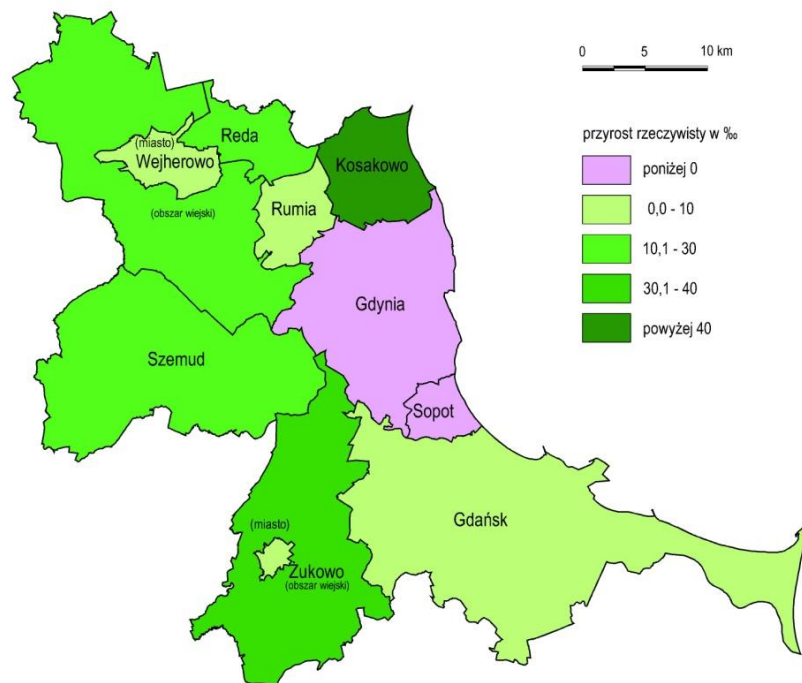 0 5 10 km
przyrost rzeczywisty w ‰
poniżej 0
0,0 - 10
10,1 - 30
30,1 - 40
powyżej 40
(miasto)
Wejherowo
Reda
Kosakowo
Rumia
(obszar wiejski)
Gdynia
Szemud
Sopot
Gdańsk
(miasto)
Żukowo
(obszar wiejski)